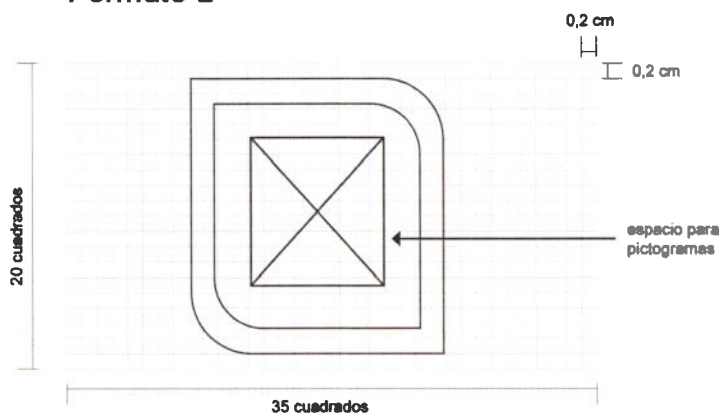 0,2 cm
0,2 cm
20 cuadrados
espacio para
pictogramas
35 cuadrados